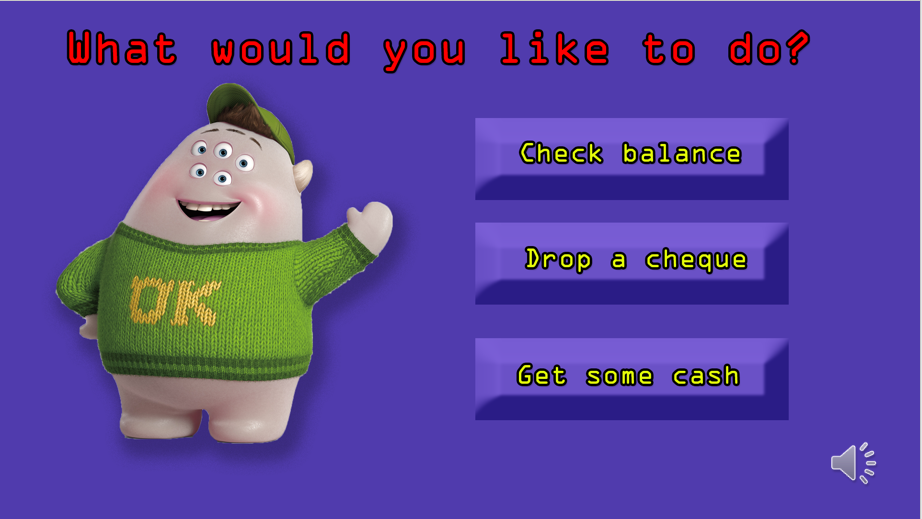 What would you like to do?
Check balance
Drop a cheque
Get some cash
OK